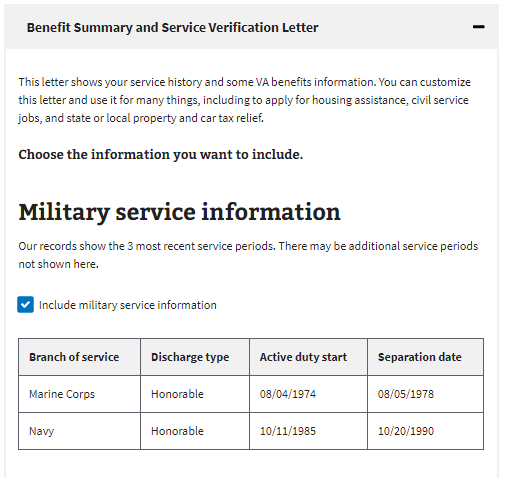 Benefit Summary and Service Verification Letter
This letter shows your service history and some VA benefits information. You can customize
this letter and use it for many things, including to apply for housing assistance, civil service
jobs, and state or local property and car tax relief.
Choose the information you want to include.
Military service information
Our records show the 3 most recent service periods. There may be additional service periods
not shown here.
Include military service information
Branch of service Discharge type Active duty start Separation date
Marine Corps Honorable 08/04/1974 08/05/1978
Navy Honorable 10/11/1985 10/20/1990